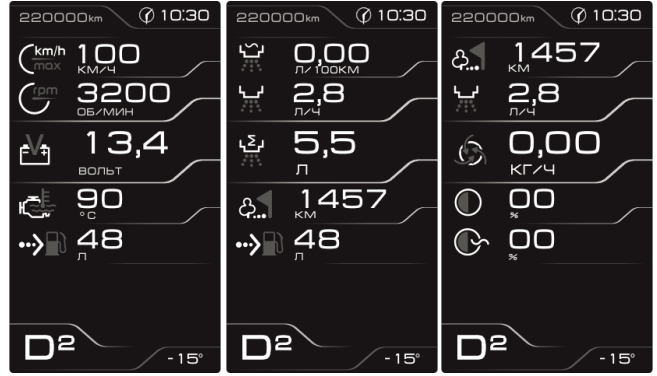 220000km 10:30
km/h 100
max КМ/Ч
rpm 3200
ОБ/МИН
V 13,4
ВОЛЬТ
90
°C
48
Л
D2 -15°
220000km 10:30
0,00
Л/100КМ
2,8
Л/Ч
Σ 5,5
Л
1457
КМ
48
Л
D2 -15°
220000km 10:30
1457
КМ
2,8
Л/Ч
0,00
КГ/Ч
00
%
00
%
D2 -15°